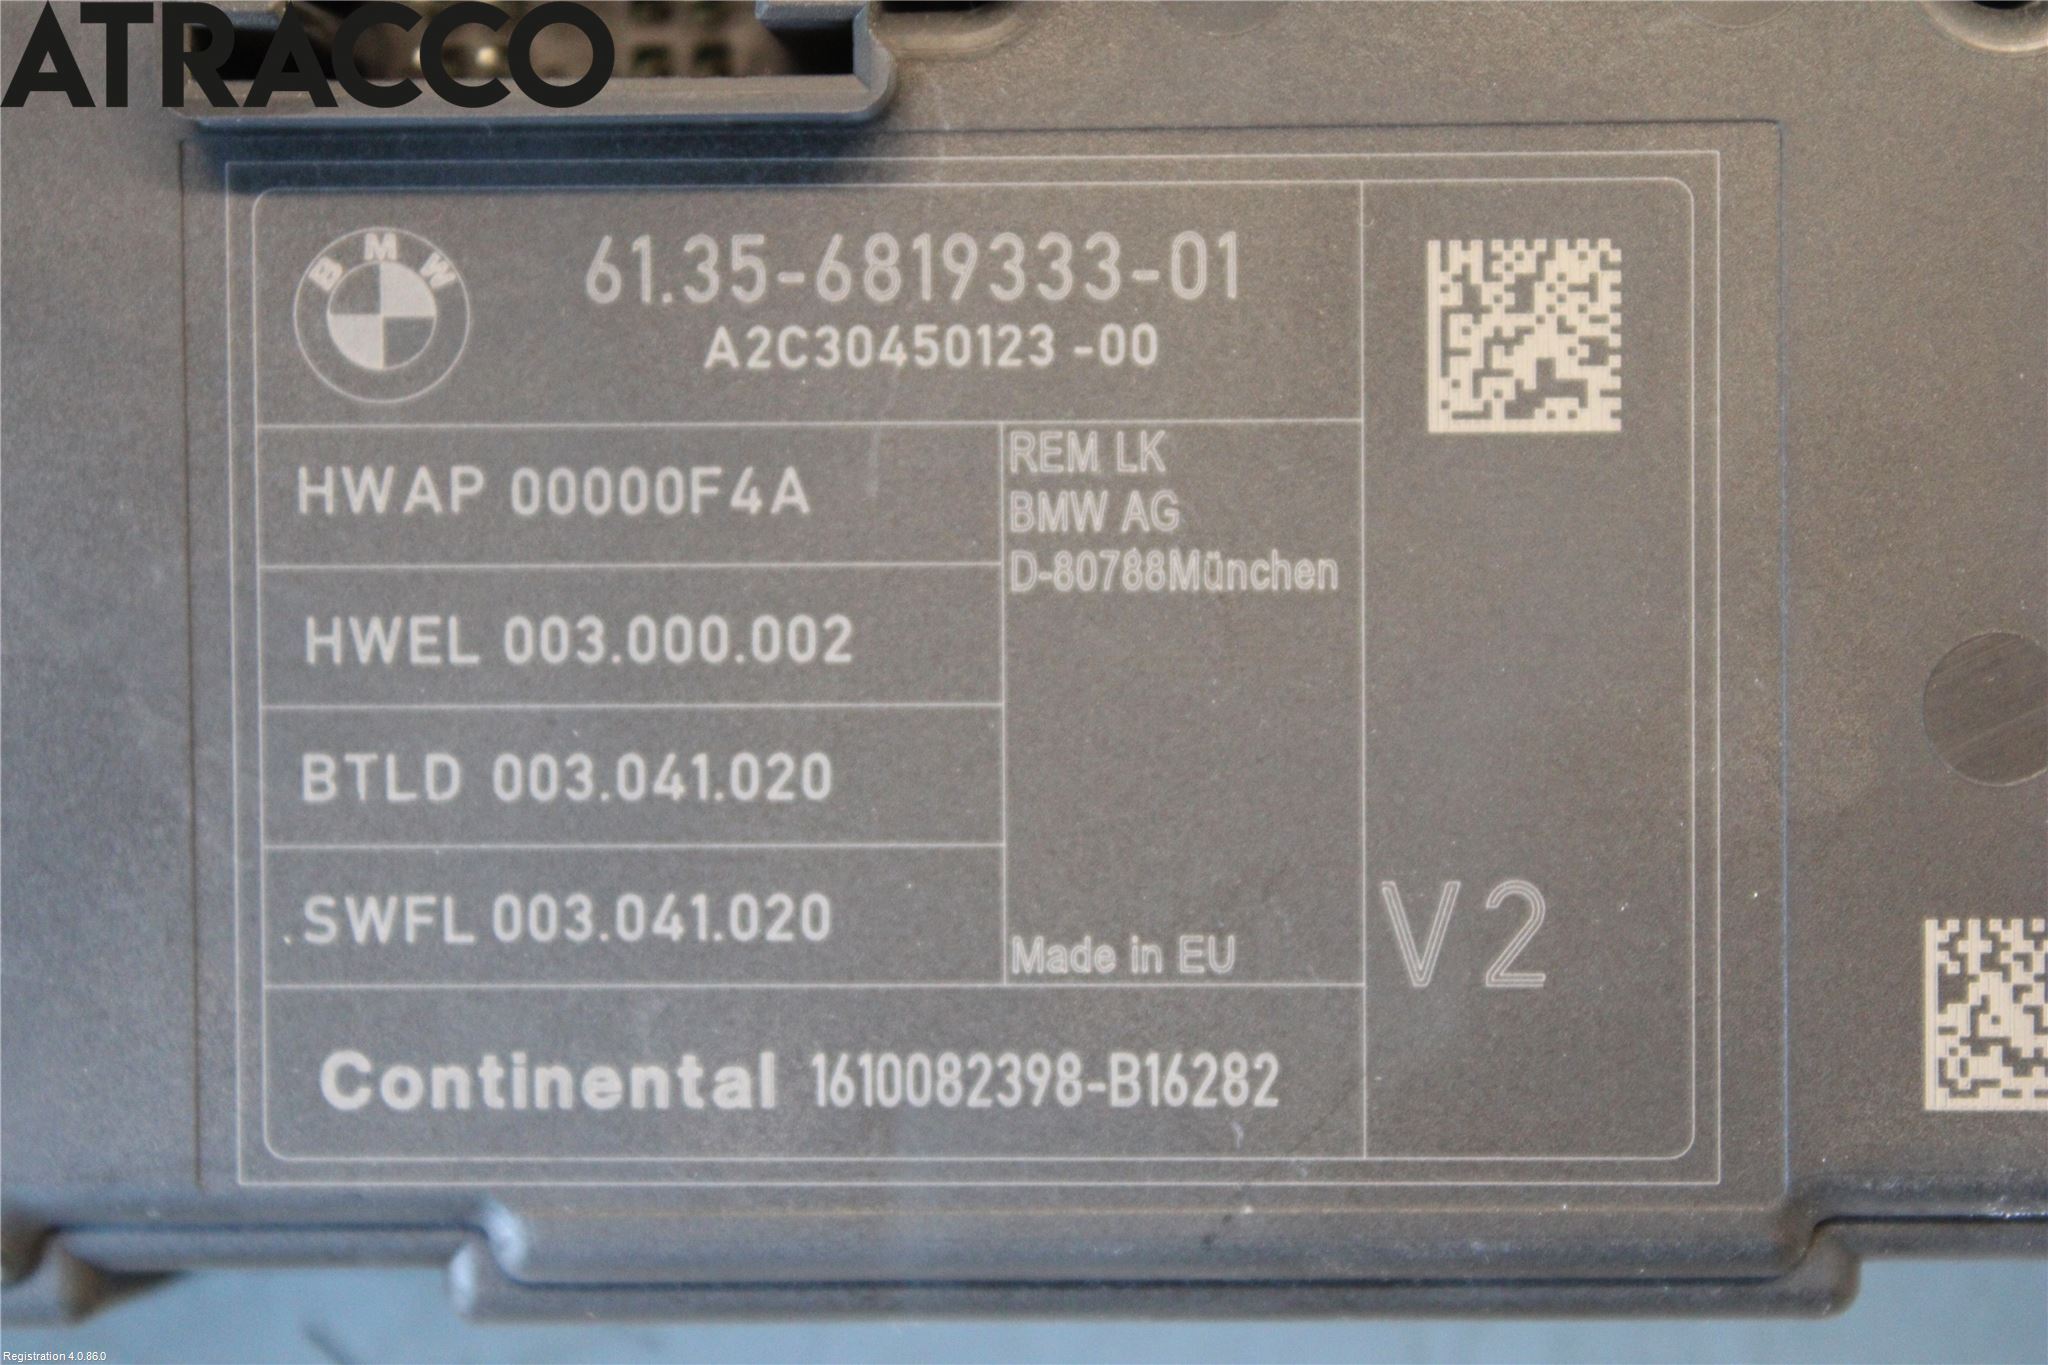 ATRACCO
BMW
61.35-6819333-01
A2C30450123 -00
HWAP 00000F4A
REM LK
BMW AG
D-80788München
HWEL 003.000.002
BTLD 003.041.020
SWFL 003.041.020
Made in EU
V2
Continental 1610082398-B16282
Registration 4.0.86.0